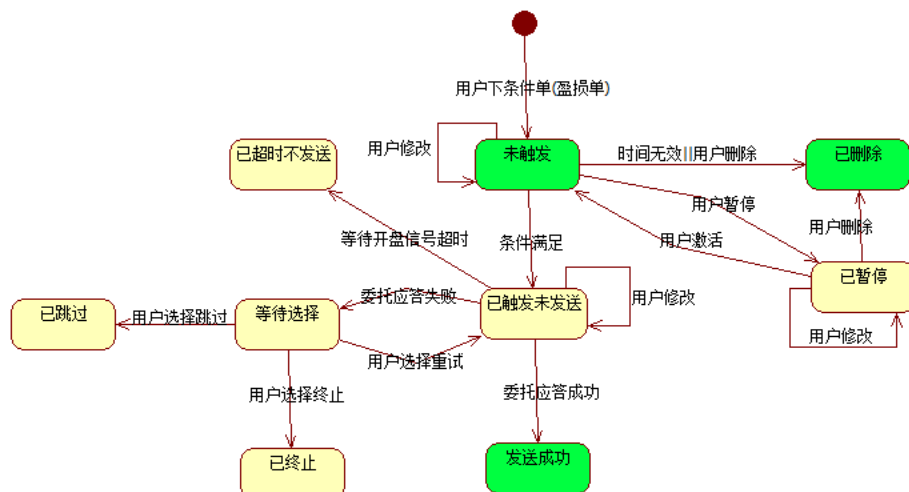 用户下条件单(盈损单)
已超时不发送
用户修改
未触发
时间无效||用户删除
已删除
用户暂停
用户删除
等待开盘信号超时
条件满足
用户激活
已暂停
委托应答失败
已触发未发送
用户修改
已跳过
用户选择跳过
等待选择
用户修改
用户选择重试
用户选择终止
委托应答成功
已终止
发送成功